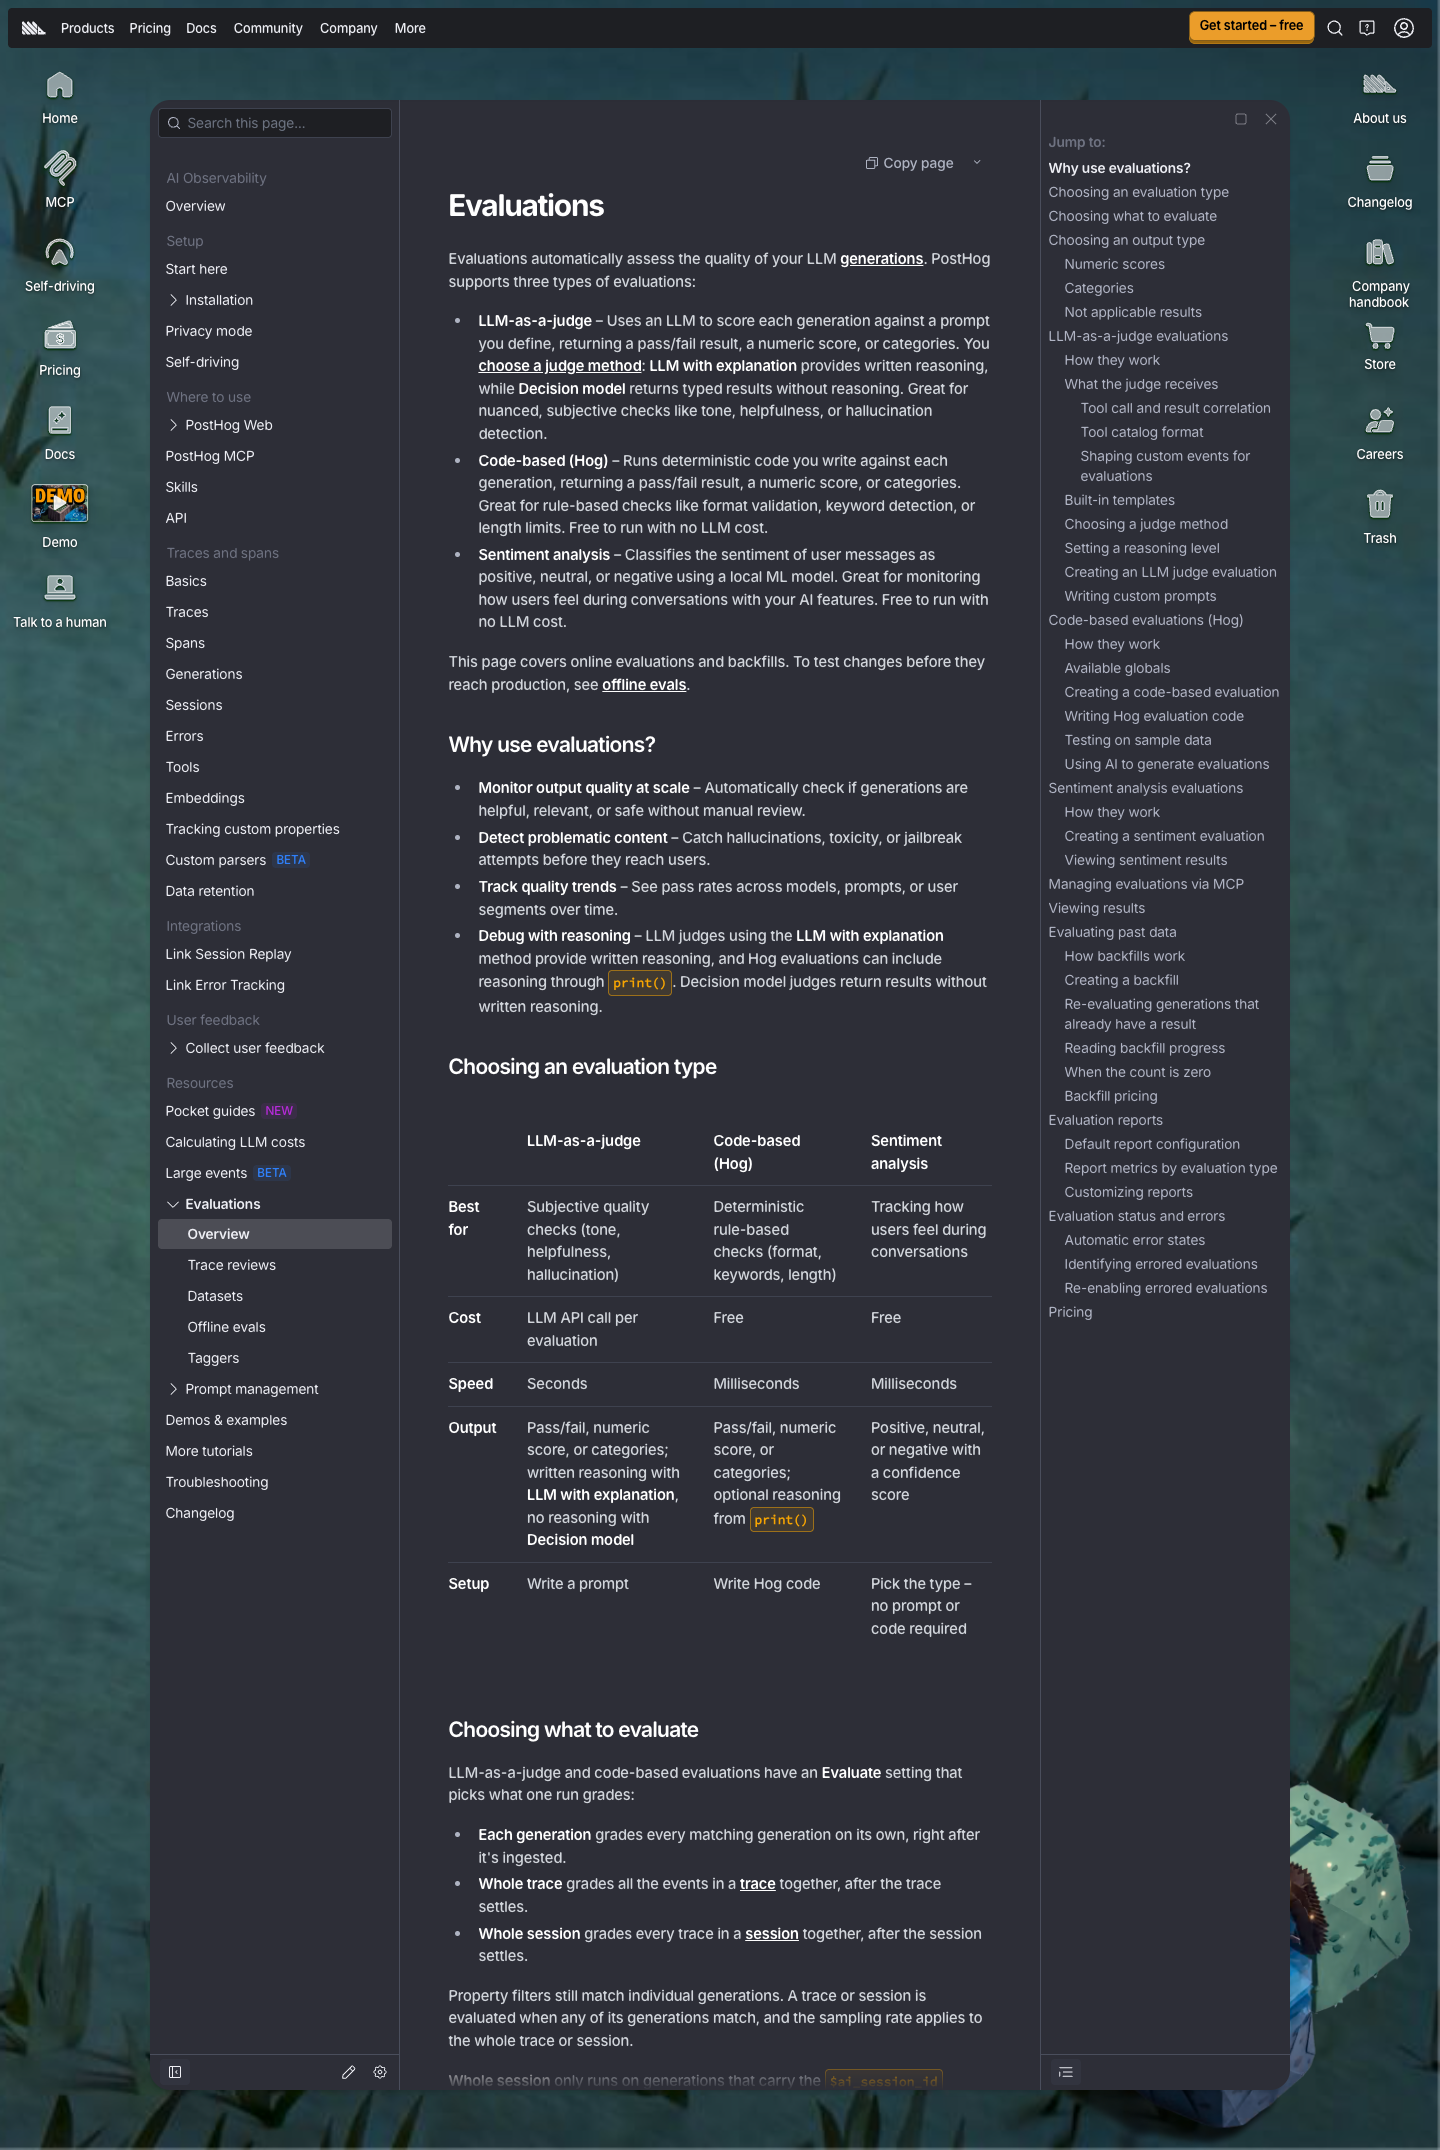 Products Pricing Docs Community Company More
Get started – free
Home
MCP
Self-driving
Pricing
Docs
DEMO
Demo
Talk to a human
About us
Changelog
Company
handbook
Store
Careers
Trash
Search this page...
AI Observability
Overview
Setup
Start here
Installation
Privacy mode
Self-driving
Where to use
PostHog Web
PostHog MCP
Skills
API
Traces and spans
Basics
Traces
Spans
Generations
Sessions
Errors
Tools
Embeddings
Tracking custom properties
Custom parsers BETA
Data retention
Integrations
Link Session Replay
Link Error Tracking
User feedback
Collect user feedback
Resources
Pocket guides NEW
Calculating LLM costs
Large events BETA
Evaluations
Overview
Trace reviews
Datasets
Offline evals
Taggers
Prompt management
Demos & examples
More tutorials
Troubleshooting
Changelog
Copy page
Evaluations
Evaluations automatically assess the quality of your LLM generations. PostHog
supports three types of evaluations:
• LLM-as-a-judge – Uses an LLM to score each generation against a prompt
you define, returning a pass/fail result, a numeric score, or categories. You
choose a judge method: LLM with explanation provides written reasoning,
while Decision model returns typed results without reasoning. Great for
nuanced, subjective checks like tone, helpfulness, or hallucination
detection.
• Code-based (Hog) – Runs deterministic code you write against each
generation, returning a pass/fail result, a numeric score, or categories.
Great for rule-based checks like format validation, keyword detection, or
length limits. Free to run with no LLM cost.
• Sentiment analysis – Classifies the sentiment of user messages as
positive, neutral, or negative using a local ML model. Great for monitoring
how users feel during conversations with your AI features. Free to run with
no LLM cost.
This page covers online evaluations and backfills. To test changes before they
reach production, see offline evals.
Why use evaluations?
• Monitor output quality at scale – Automatically check if generations are
helpful, relevant, or safe without manual review.
• Detect problematic content – Catch hallucinations, toxicity, or jailbreak
attempts before they reach users.
• Track quality trends – See pass rates across models, prompts, or user
segments over time.
• Debug with reasoning – LLM judges using the LLM with explanation
method provide written reasoning, and Hog evaluations can include
reasoning through print(). Decision model judges return results without
written reasoning.
Choosing an evaluation type
LLM-as-a-judge Code-based Sentiment
(Hog) analysis
Best Subjective quality Deterministic Tracking how
for checks (tone, rule-based users feel during
helpfulness, checks (format, conversations
hallucination) keywords, length)
Cost LLM API call per Free Free
evaluation
Speed Seconds Milliseconds Milliseconds
Output Pass/fail, numeric Pass/fail, numeric Positive, neutral,
score, or categories; score, or or negative with
written reasoning with categories; a confidence
LLM with explanation, optional reasoning score
no reasoning with from print()
Decision model
Setup Write a prompt Write Hog code Pick the type –
no prompt or
code required
Choosing what to evaluate
LLM-as-a-judge and code-based evaluations have an Evaluate setting that
picks what one run grades:
• Each generation grades every matching generation on its own, right after
it's ingested.
• Whole trace grades all the events in a trace together, after the trace
settles.
• Whole session grades every trace in a session together, after the session
settles.
Property filters still match individual generations. A trace or session is
evaluated when any of its generations match, and the sampling rate applies to
the whole trace or session.
Whole session only runs on generations that carry the $ai_session_id
Jump to:
Why use evaluations?
Choosing an evaluation type
Choosing what to evaluate
Choosing an output type
Numeric scores
Categories
Not applicable results
LLM-as-a-judge evaluations
How they work
What the judge receives
Tool call and result correlation
Tool catalog format
Shaping custom events for
evaluations
Built-in templates
Choosing a judge method
Setting a reasoning level
Creating an LLM judge evaluation
Writing custom prompts
Code-based evaluations (Hog)
How they work
Available globals
Creating a code-based evaluation
Writing Hog evaluation code
Testing on sample data
Using AI to generate evaluations
Sentiment analysis evaluations
How they work
Creating a sentiment evaluation
Viewing sentiment results
Managing evaluations via MCP
Viewing results
Evaluating past data
How backfills work
Creating a backfill
Re-evaluating generations that
already have a result
Reading backfill progress
When the count is zero
Backfill pricing
Evaluation reports
Default report configuration
Report metrics by evaluation type
Customizing reports
Evaluation status and errors
Automatic error states
Identifying errored evaluations
Re-enabling errored evaluations
Pricing